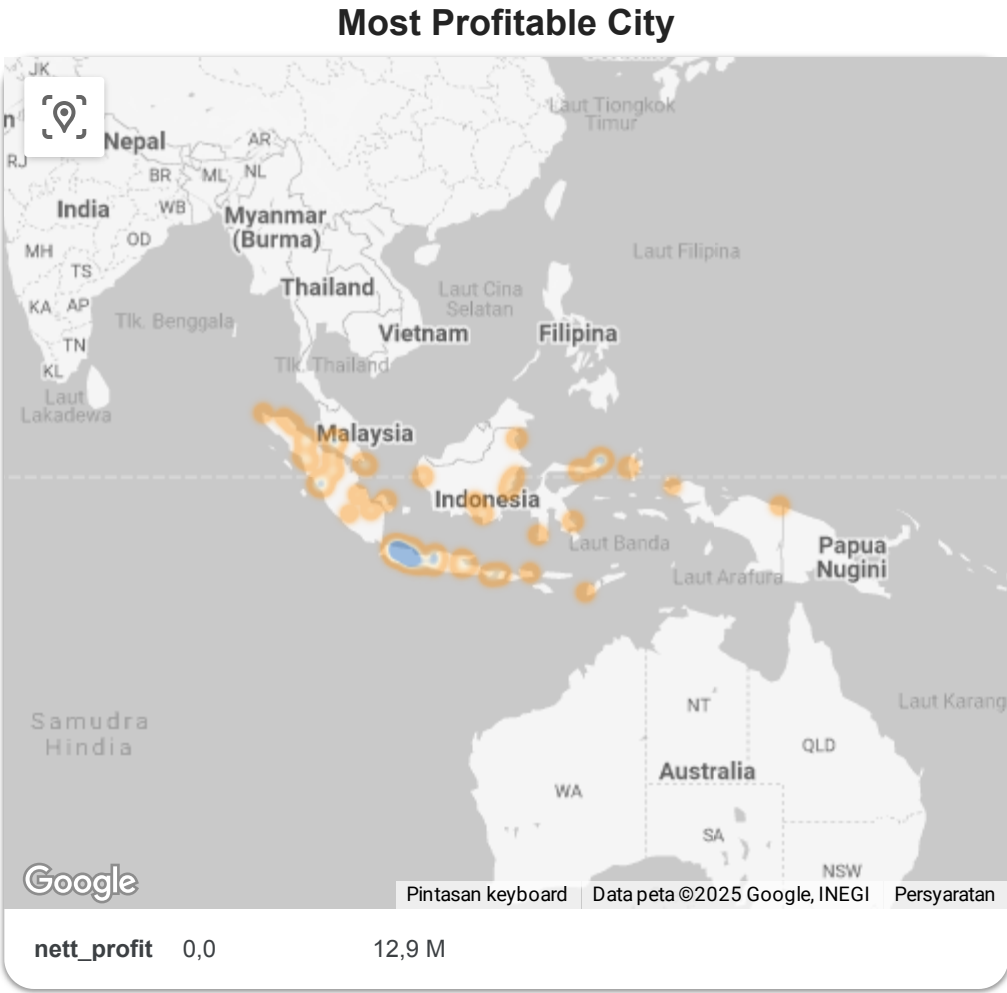 Most Profitable City
JK
Laut Tiongkok
Timur
n
Nepal
AR
RJ
BR
ML
NL
India
WB
Myanmar
(Burma)
OD
MH
Laut Filipina
TS
Thailand
Laut Cina
Selatan
KA
AP
Tlk. Benggala
Vietnam
Filipina
TN
Tlk. Thailand
KL
Laut
Lakadewa
Malaysia
Indonesia
Laut Banda
Papua
Nugini
Laut Arafura
Laut Karang
NT
Samudra
Hindia
QLD
Australia
WA
SA
NSW
Google
Pintasan keyboard
Data peta ©2025 Google, INEGI
Persyaratan
nett_profit 0,0 12,9 M